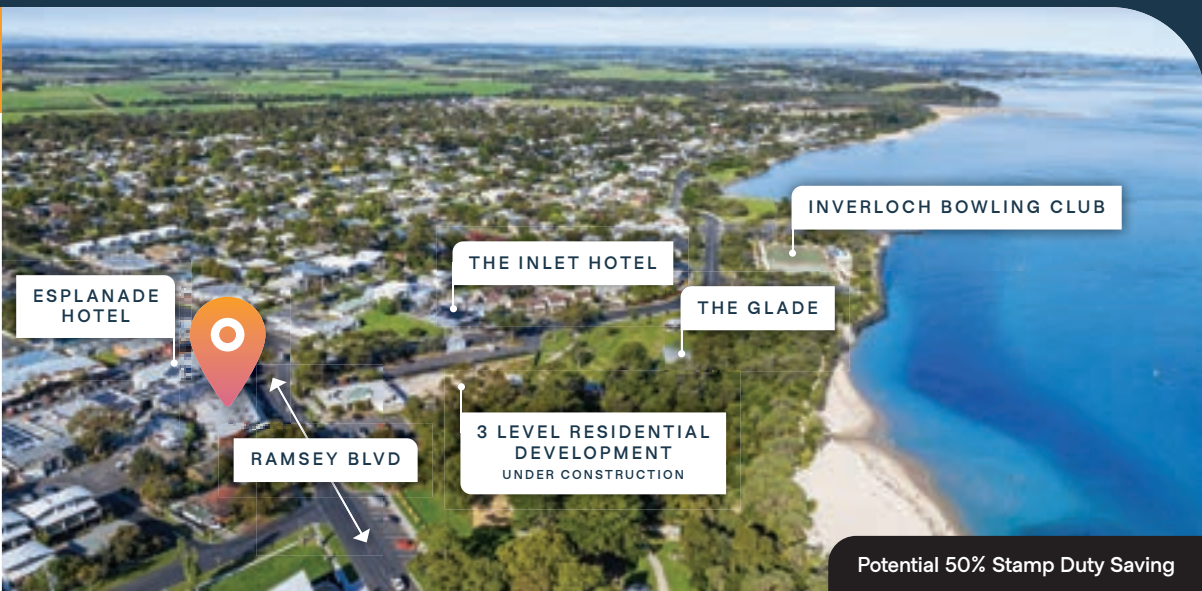 INVERLOCH BOWLING CLUB
THE INLET HOTEL
ESPLANADE
HOTEL
THE GLADE
3 LEVEL RESIDENTIAL
DEVELOPMENT
UNDER CONSTRUCTION
RAMSEY BLVD
Potential 50% Stamp Duty Saving